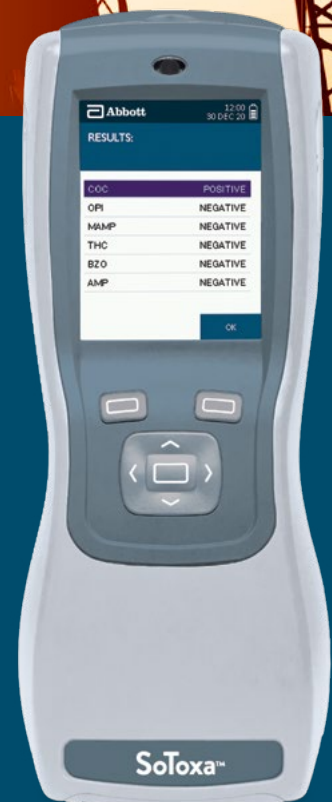 Abbott 12:00
30 DEC 20
RESULTS:
COC POSITIVE
OPI NEGATIVE
MAMP NEGATIVE
THC NEGATIVE
BZO NEGATIVE
AMP NEGATIVE
OK
SoToxa™